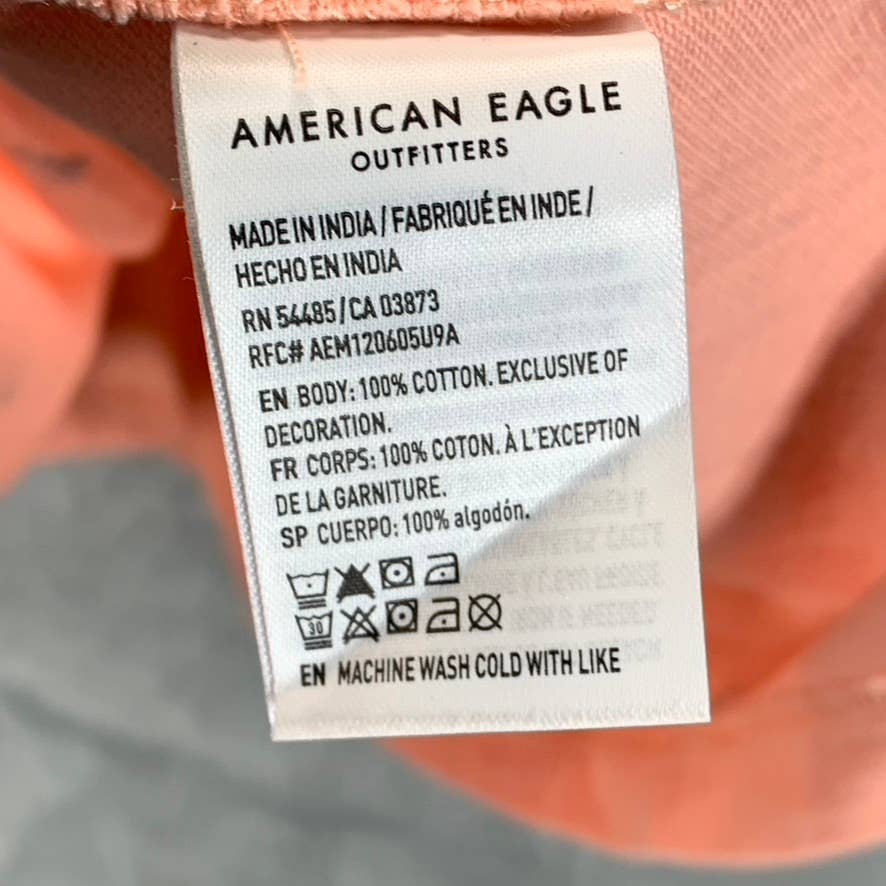 AMERICAN EAGLE
OUTFITTERS
MADE IN INDIA / FABRIQUÉ EN INDE /
HECHO EN INDIA
RN 54485 / CA 03873
RFC# AEM120605U9A
EN BODY: 100% COTTON. EXCLUSIVE OF
DECORATION.
FR CORPS: 100% COTON. À L'EXCEPTION
DE LA GARNITURE.
SP CUERPO: 100% algodón.
30
EN MACHINE WASH COLD WITH LIKE